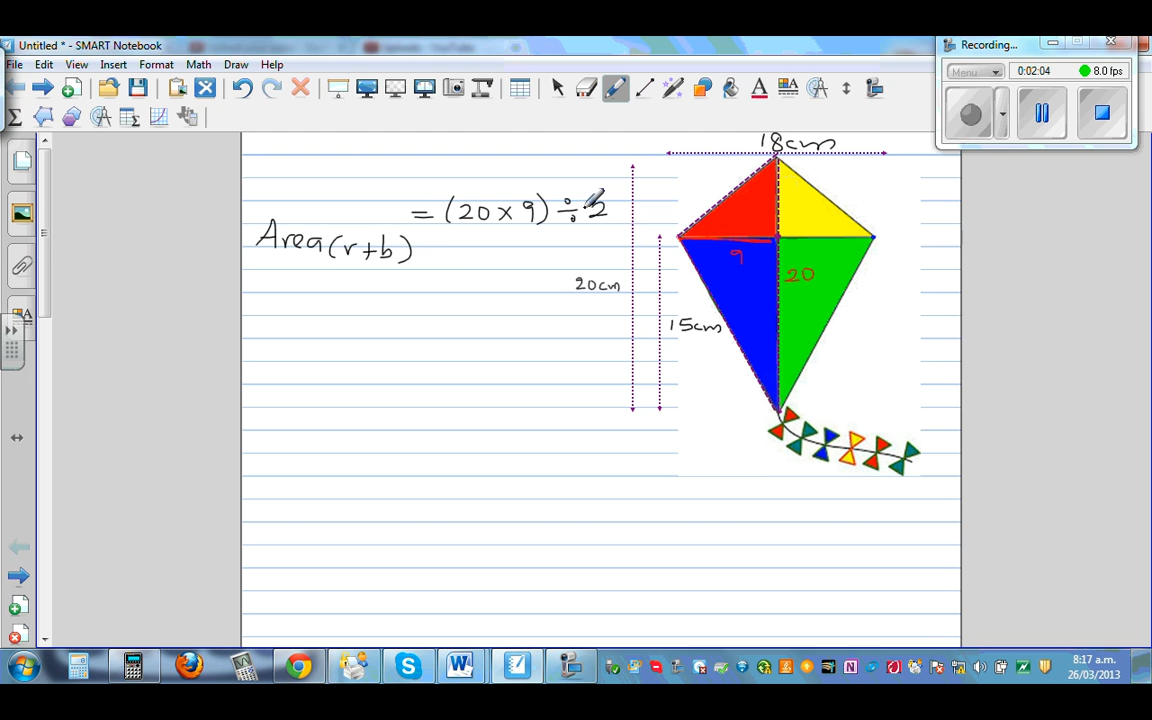 Untitled * - SMART Notebook
Recording...
File Edit View Insert Format Math Draw Help
Menu
0:02:04
8.0 fps
18cm
= (20 × 9) ÷ 2
Area (r+b)
9
20
20cm
15cm
8:17 a.m.
26/03/2013